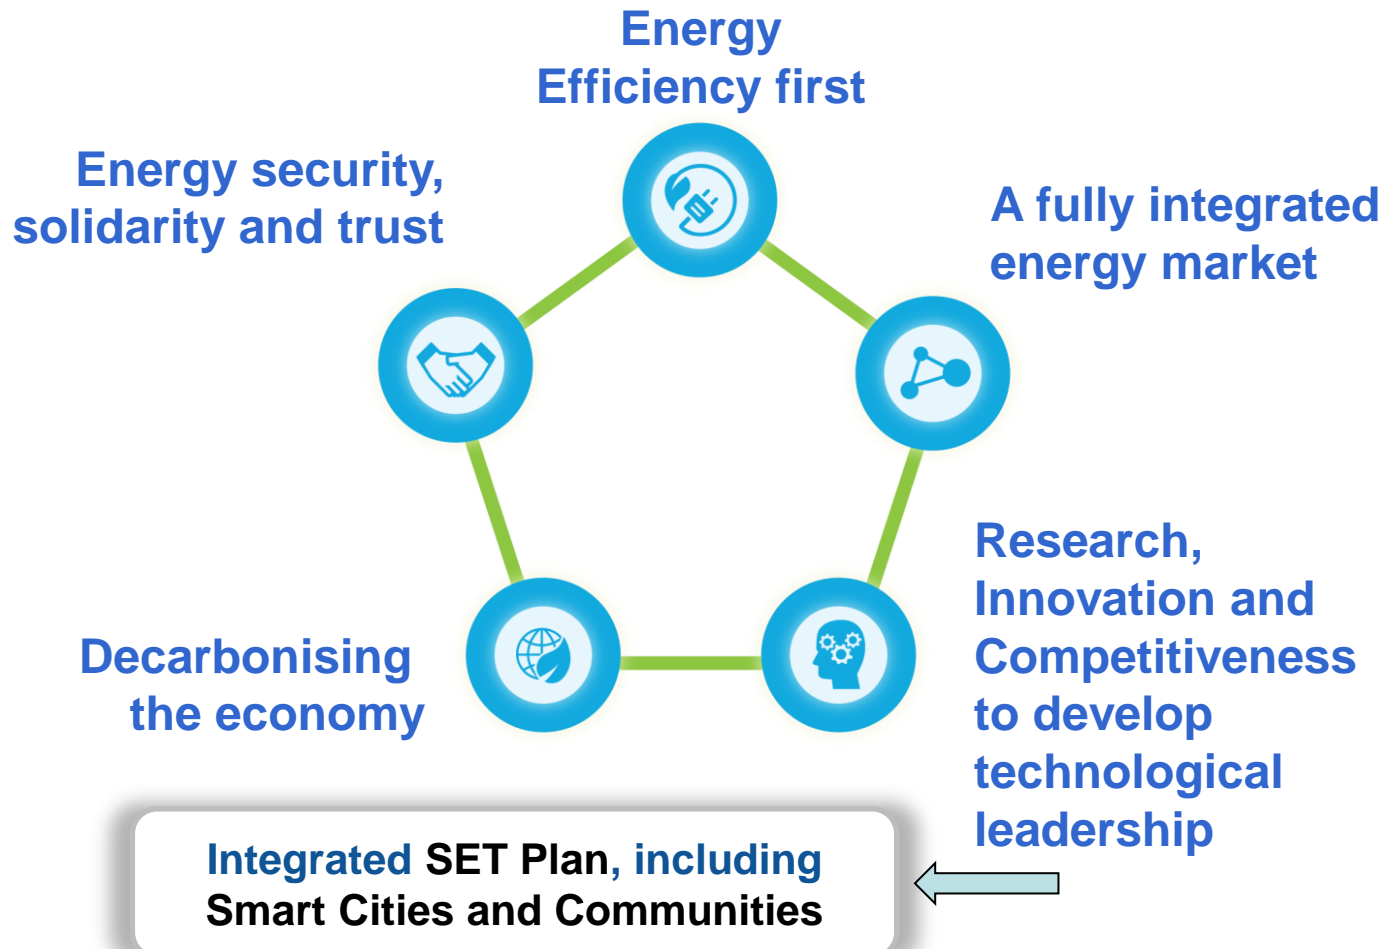 Energy
Efficiency first
Energy security,
solidarity and trust
A fully integrated
energy market
Research,
Innovation and
Competitiveness
to develop
technological
leadership
Decarbonising
the economy
Integrated SET Plan, including
Smart Cities and Communities